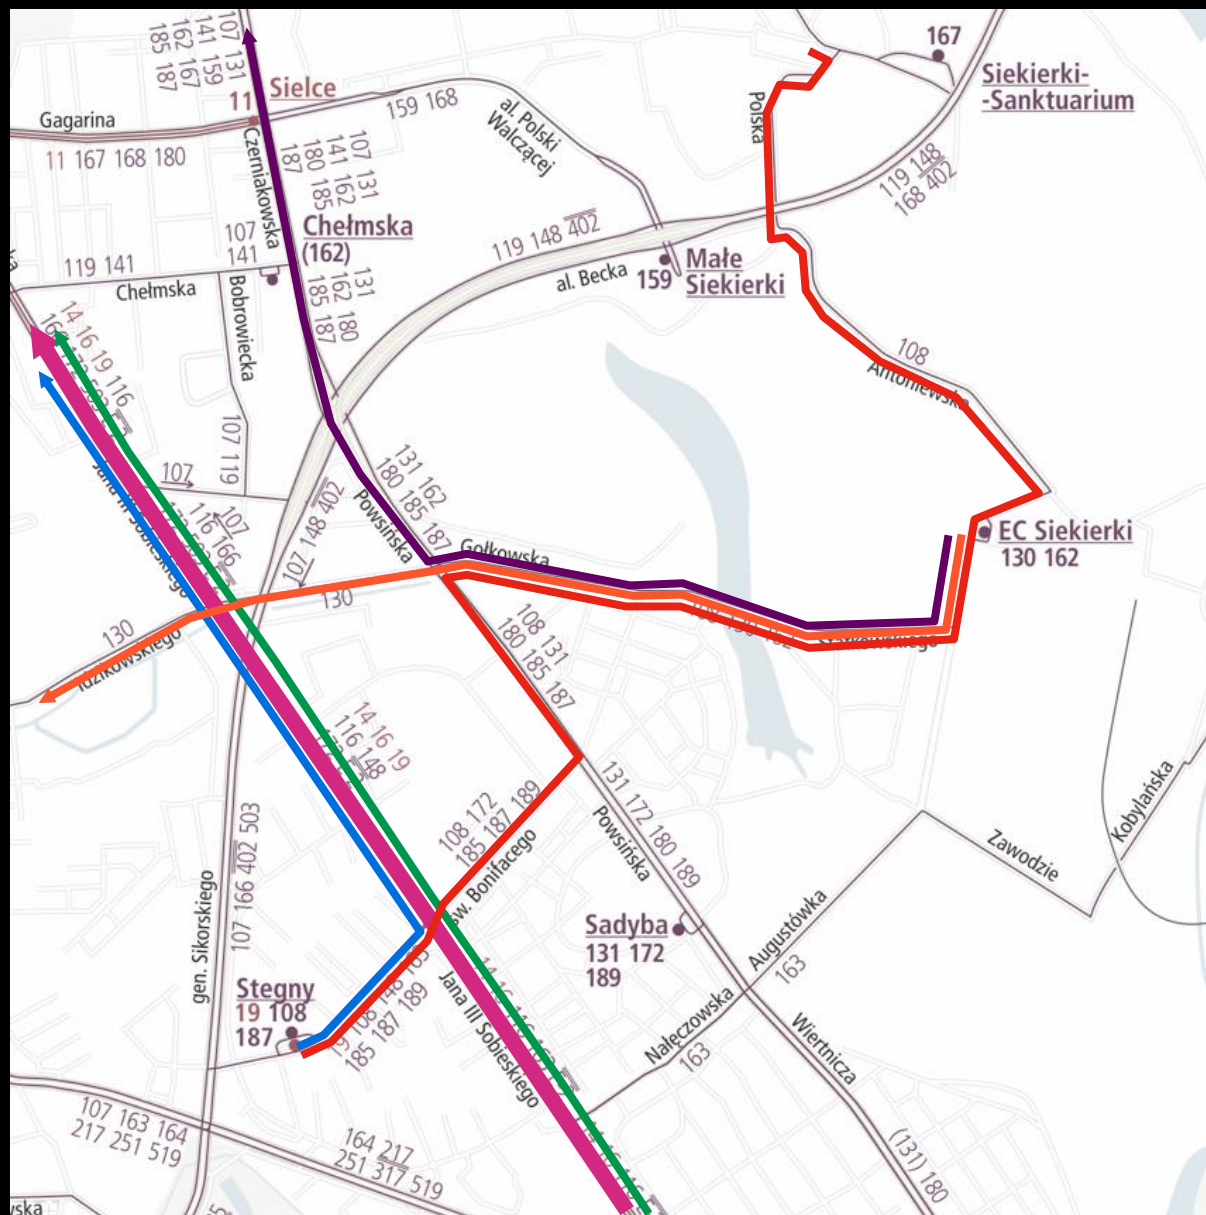 107 131
141 159
162 167
185 187
167
Siekierki-
-Sanktuarium
11
Sielce
Gagarina
159 168
al. Polski
Walczącej
Polska
11 167 168 180
Czerniakowska
107 131
141 162
180 185
187
119 148
168 402
Chełmska
(162)
107
141
119 148 402
Małe
Siekierki
159
al. Becka
119 141
Chełmska
Bobrowiecka
131
162 180
185 187
14 16 19 116
108
Antoniewska
107 119
107
131 162
180 185 187
Powsińska
107 148 402
107
116 166
Jana III Sobieskiego
Gołkowska
EC Siekierki
130 162
130
130
Idzikowskiego
108 131
180 185 187
14 16 19
116 148
131 172 180 189
Powsińska
108 172
185 187 189
św. Bonifacego
107 166 402 503
gen. Sikorskiego
Zawodzie
Kobylańska
Augustówka
163
Sadyba
131 172
189
Stegny
19 108
187
185 187 189
Jana III Sobieskiego
Nałęczowska
163
Wiertnicza
107 163 164
217 251 519
164 217
251 317 519
(131) 180